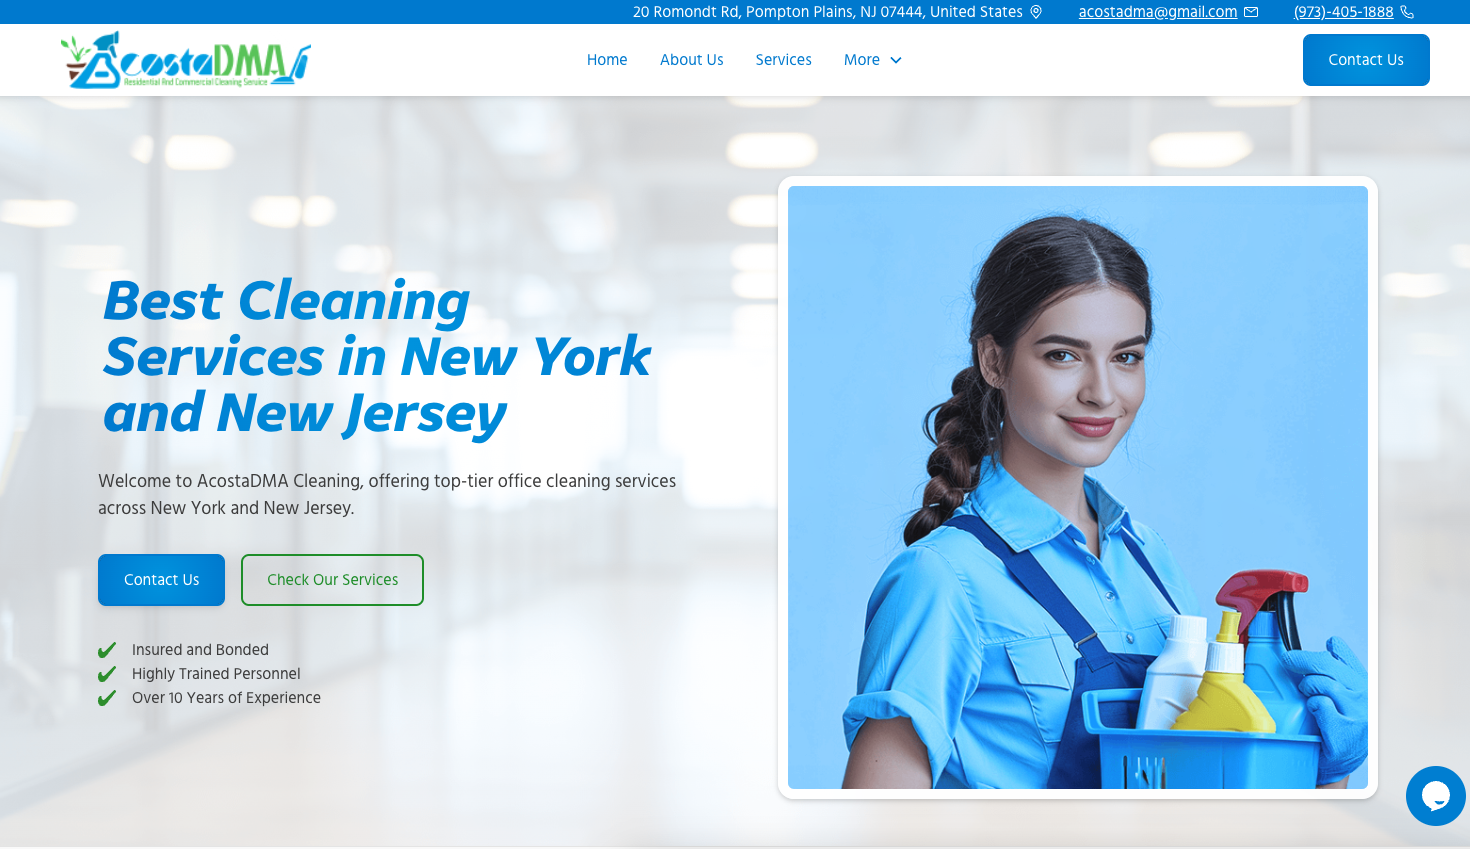 20 Romondt Rd, Pompton Plains, NJ 07444, United States acostadma@gmail.com (973)-405-1888
AcostaDMA
Residential And Commercial Cleaning Service
Home About Us Services More
Contact Us
Best Cleaning
Services in New York
and New Jersey
Welcome to AcostaDMA Cleaning, offering top-tier office cleaning services
across New York and New Jersey.
Contact Us Check Our Services
Insured and Bonded
Highly Trained Personnel
Over 10 Years of Experience